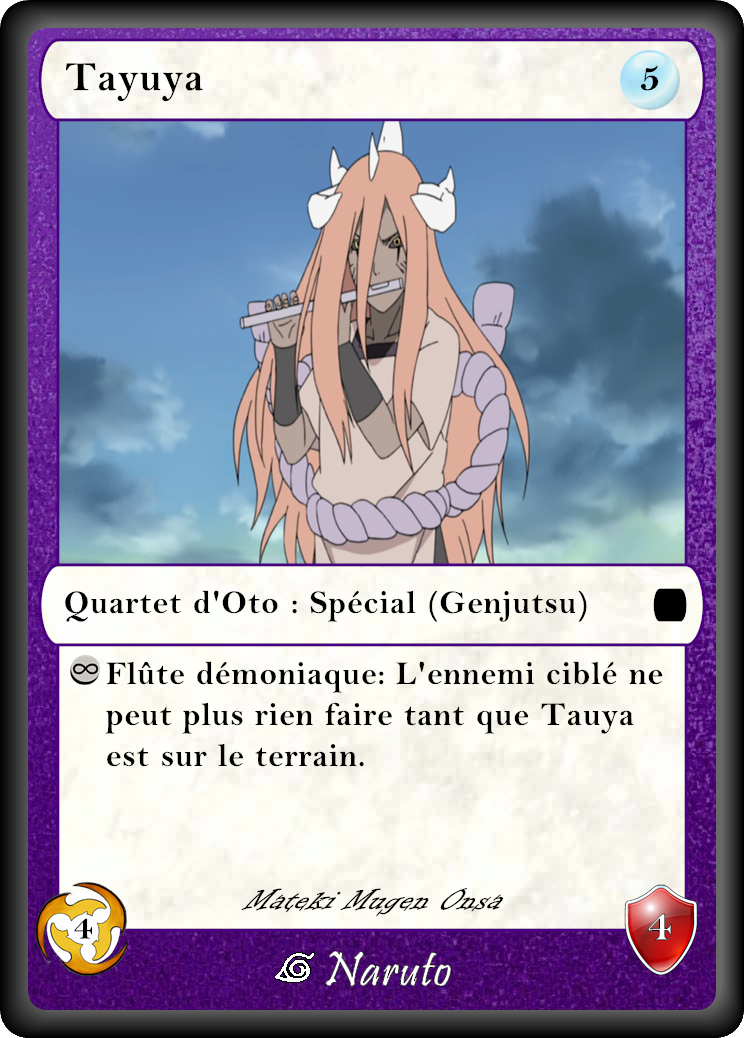 Tayuya
5
Quartet d'Oto : Spécial (Genjutsu)
∞ Flûte démoniaque: L'ennemi ciblé ne
peut plus rien faire tant que Tauya
est sur le terrain.
Mateki Mugen Onsa
4
4
Naruto